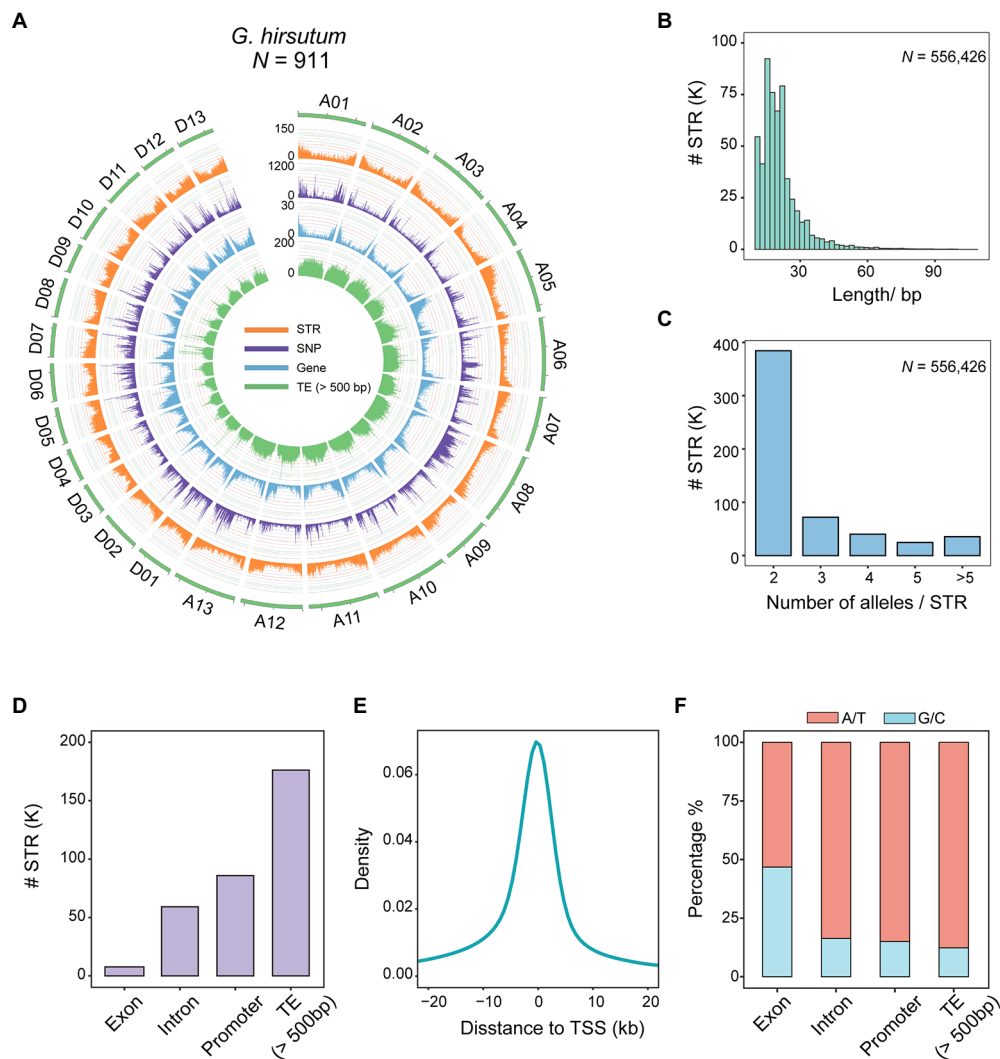 A
G. hirsutum
N = 911
A01
A02
A03
A04
A05
A06
A07
A08
A09
A10
A11
A12
A13
D01
D02
D03
D04
D05
D06
D07
D08
D09
D10
D11
D12
D13
150
0
1200
0
30
0
200
0
STR
SNP
Gene
TE (> 500 bp)
B
N = 556,426
# STR (K)
100
75
50
25
0
30 60 90
Length/ bp
C
N = 556,426
# STR (K)
400
300
200
100
0
2 3 4 5 >5
Number of alleles / STR
D
# STR (K)
200
150
100
50
0
Exon
Intron
Promoter
TE
(> 500bp)
E
Density
0.06
0.04
0.02
0.00
−20 −10 0 10 20
Disstance to TSS (kb)
F
A/T G/C
Percentage %
100
75
50
25
0
Exon
Intron
Promoter
TE
(> 500bp)